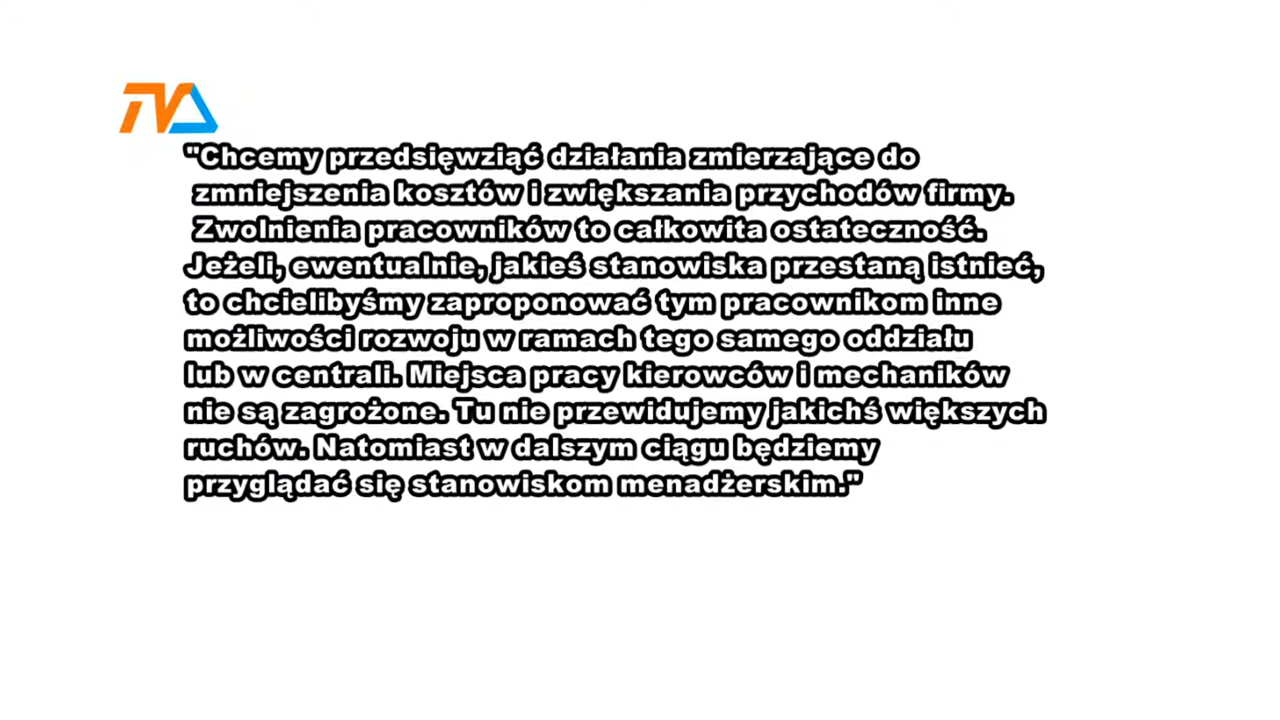 TVA
"Chcemy przedsięwziąć działania zmierzające do
zmniejszenia kosztów i zwiększania przychodów firmy.
Zwolnienia pracowników to całkowita ostateczność.
Jeżeli, ewentualnie, jakieś stanowiska przestaną istnieć,
to chcielibyśmy zaproponować tym pracownikom inne
możliwości rozwoju w ramach tego samego oddziału
lub w centrali. Miejsca pracy kierowców i mechaników
nie są zagrożone. Tu nie przewidujemy jakichś większych
ruchów. Natomiast w dalszym ciągu będziemy
przyglądać się stanowiskom menadżerskim."